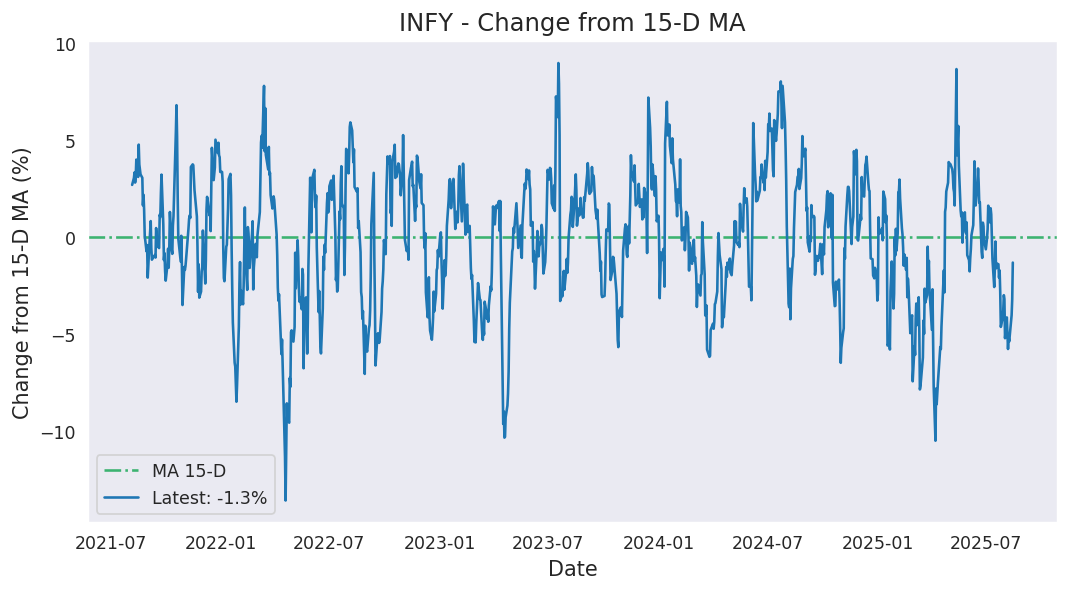 INFY - Change from 15-D MA
Change from 15-D MA (%)
10
5
0
−5
−10
MA 15-D
Latest: -1.3%
2021-07 2022-01 2022-07 2023-01 2023-07 2024-01 2024-07 2025-01 2025-07
Date